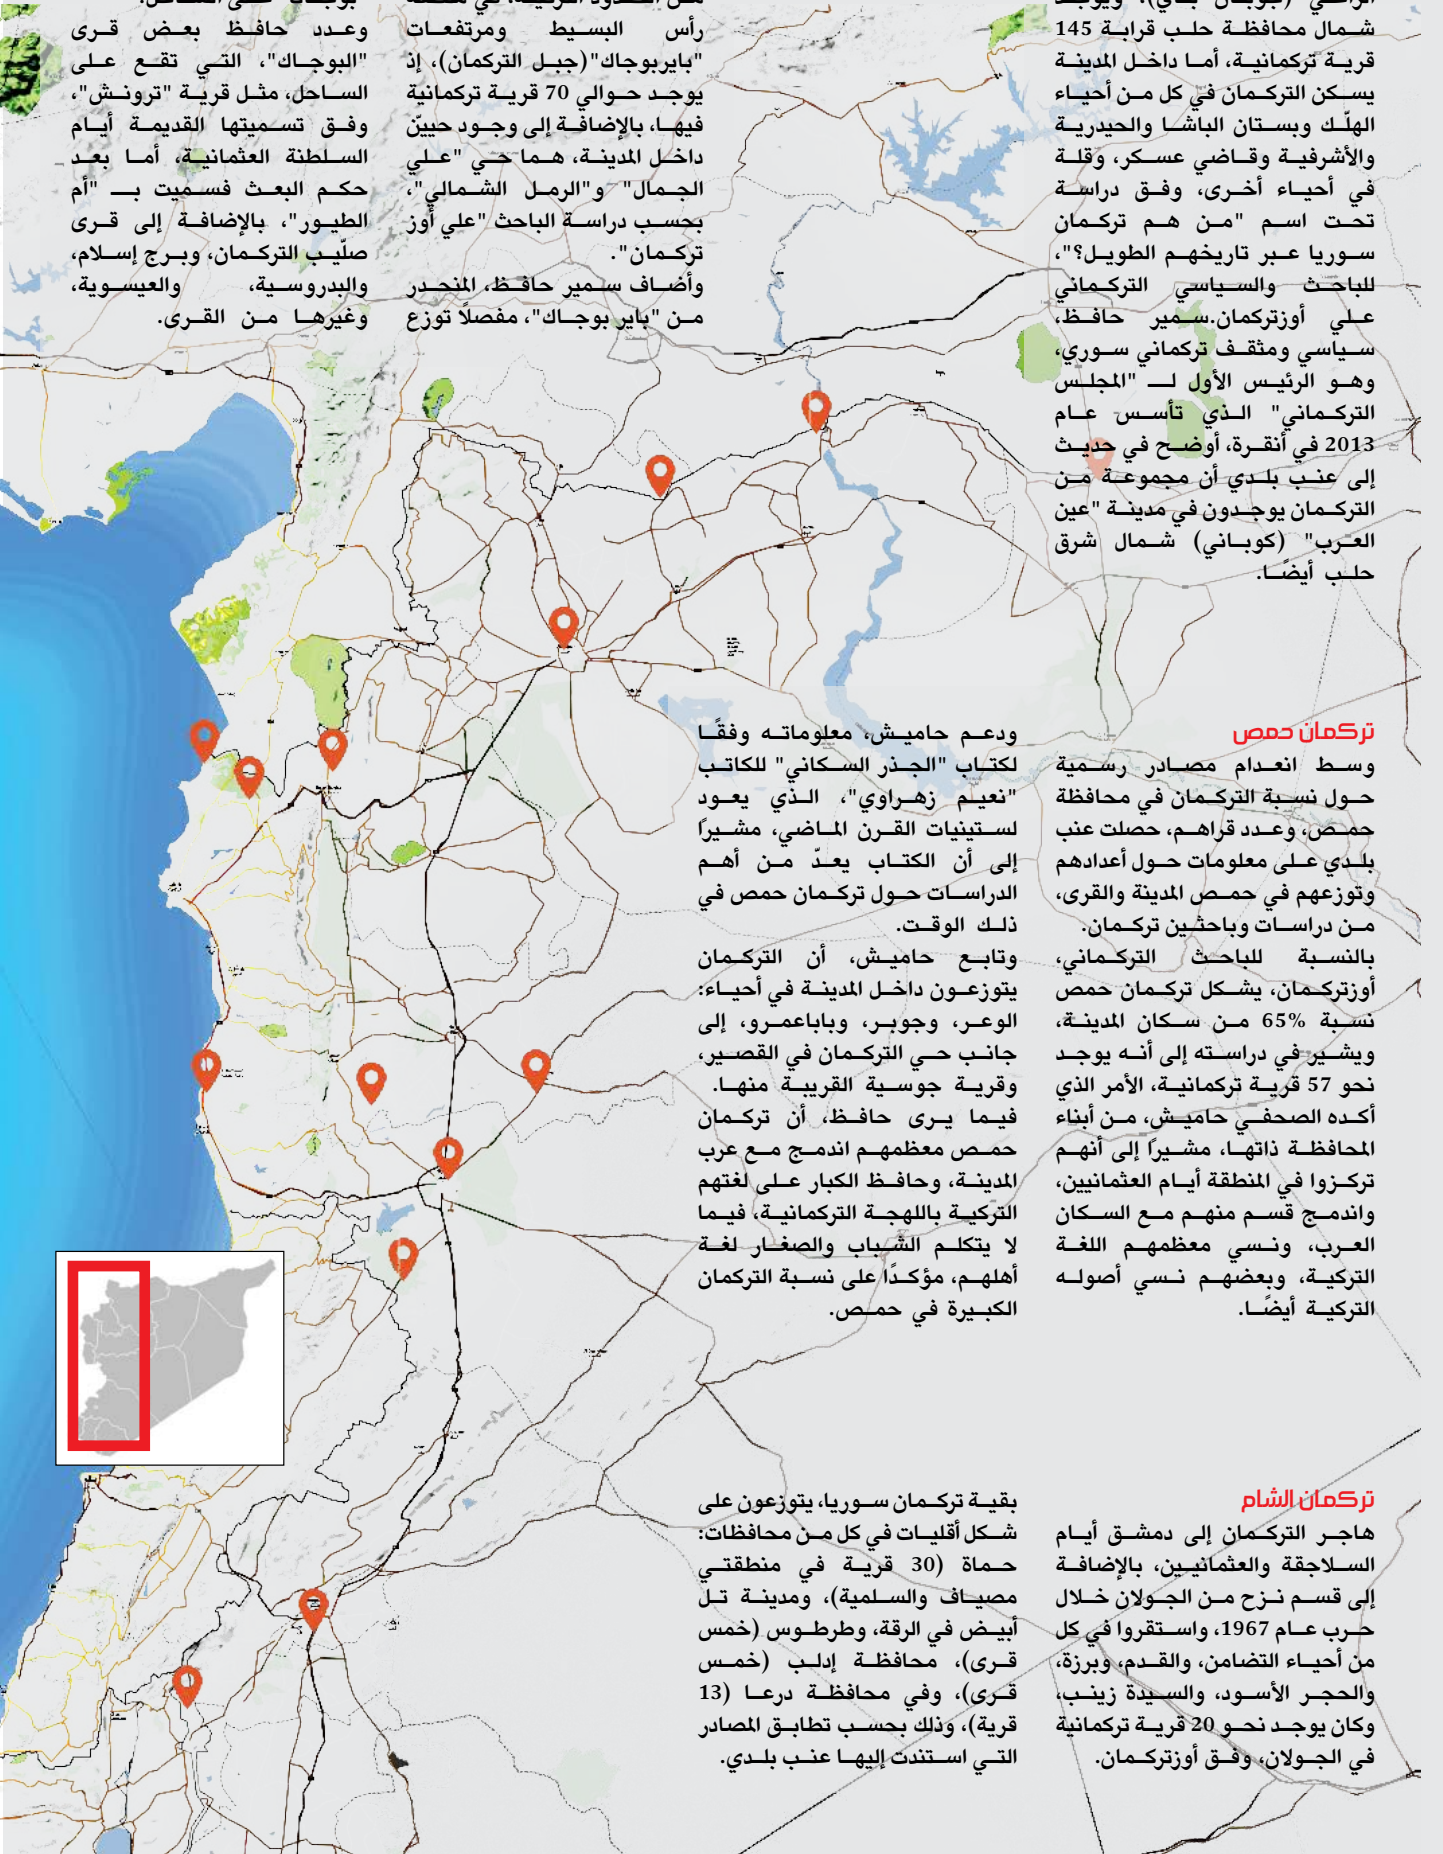 شمال محافظة حلب قرابة 145
قرية تركمانية، أما داخل المدينة
يسكن التركمان في كل من أحياء
الهلّك وبستان الباشا والحيدرية
والأشرفية وقاضي عسكر، وقلة
في أحياء أخرى، وفق دراسة
تحت اسم "من هم تركمان
سوريا عبر تاريخهم الطويل؟"،
للباحث والسياسي التركماني
علي أوزتركمان.سمير حافظ،
سياسي ومثقف تركماني سوري،
وهو الرئيس الأول لـ "المجلس
التركماني" الذي تأسس عام
2013 في أنقرة، أوضح في حديث
إلى عنب بلدي أن مجموعة من
التركمان يوجدون في مدينة "عين
العرب" (كوباني) شمال شرق
حلب أيضًا.
رأس البسيط ومرتفعات
"بايربوجاك"(جبل التركمان)، إذ
يوجد حوالي 70 قرية تركمانية
فيها، بالإضافة إلى وجود حييّن
داخل المدينة، هما حي "علي
الجمال" و"الرمل الشمالي"،
بحسب دراسة الباحث "علي أوز
تركمان".
وأضاف سمير حافظ، المنحدر
من "باير بوجاك"، مفصلًا توزع
وعدد حافظ بعض قرى
"البوجاك"، التي تقع على
الساحل، مثل قرية "ترونش"،
وفق تسميتها القديمة أيام
السلطنة العثمانية، أما بعد
حكم البعث فسميت بـ "أم
الطيور"، بالإضافة إلى قرى
صلّيب التركمان، وبرج إسلام،
والبدروسية، والعيسوية،
وغيرها من القرى.
تركمان حمص
وسط انعدام مصادر رسمية
حول نسبة التركمان في محافظة
حمص، وعدد قراهم، حصلت عنب
بلدي على معلومات حول أعدادهم
وتوزعهم في حمص المدينة والقرى،
من دراسات وباحثين تركمان.
بالنسبة للباحث التركماني،
أوزتركمان، يشكل تركمان حمص
نسبة 65% من سكان المدينة،
ويشير في دراسته إلى أنه يوجد
نحو 57 قرية تركمانية، الأمر الذي
أكده الصحفي حاميش، من أبناء
المحافظة ذاتها، مشيرًا إلى أنهم
تركزوا في المنطقة أيام العثمانيين،
واندمج قسم منهم مع السكان
العرب، ونسي معظمهم اللغة
التركية، وبعضهم نسي أصوله
التركية أيضًا.
ودعم حاميش، معلوماته وفقًا
لكتاب "الجذر السكاني" للكاتب
"نعيم زهراوي"، الذي يعود
لستينيات القرن الماضي، مشيرًا
إلى أن الكتاب يعدّ من أهم
الدراسات حول تركمان حمص في
ذلك الوقت.
وتابع حاميش، أن التركمان
يتوزعون داخل المدينة في أحياء:
الوعر، وجوبر، وباباعمرو، إلى
جانب حي التركمان في القصير،
وقرية جوسية القريبة منها.
فيما يرى حافظ، أن تركمان
حمص معظمهم اندمج مع عرب
المدينة، وحافظ الكبار على لغتهم
التركية باللهجة التركمانية، فيما
لا يتكلم الشباب والصغار لغة
أهلهم، مؤكدًا على نسبة التركمان
الكبيرة في حمص.
تركمان الشام
هاجر التركمان إلى دمشق أيام
السلاجقة والعثمانيين، بالإضافة
إلى قسم نزح من الجولان خلال
حرب عام 1967، واستقروا في كل
من أحياء التضامن، والقدم، وبرزة،
والحجر الأسود، والسيدة زينب،
وكان يوجد نحو 20 قرية تركمانية
في الجولان، وفق أوزتركمان.
بقية تركمان سوريا، يتوزعون على
شكل أقليات في كل من محافظات:
حماة (30 قرية في منطقتي
مصياف والسلمية)، ومدينة تل
أبيض في الرقة، وطرطوس (خمس
قرى)، محافظة إدلب (خمس
قرى)، وفي محافظة درعا (13
قرية)، وذلك بحسب تطابق المصادر
التي استندت إليها عنب بلدي.